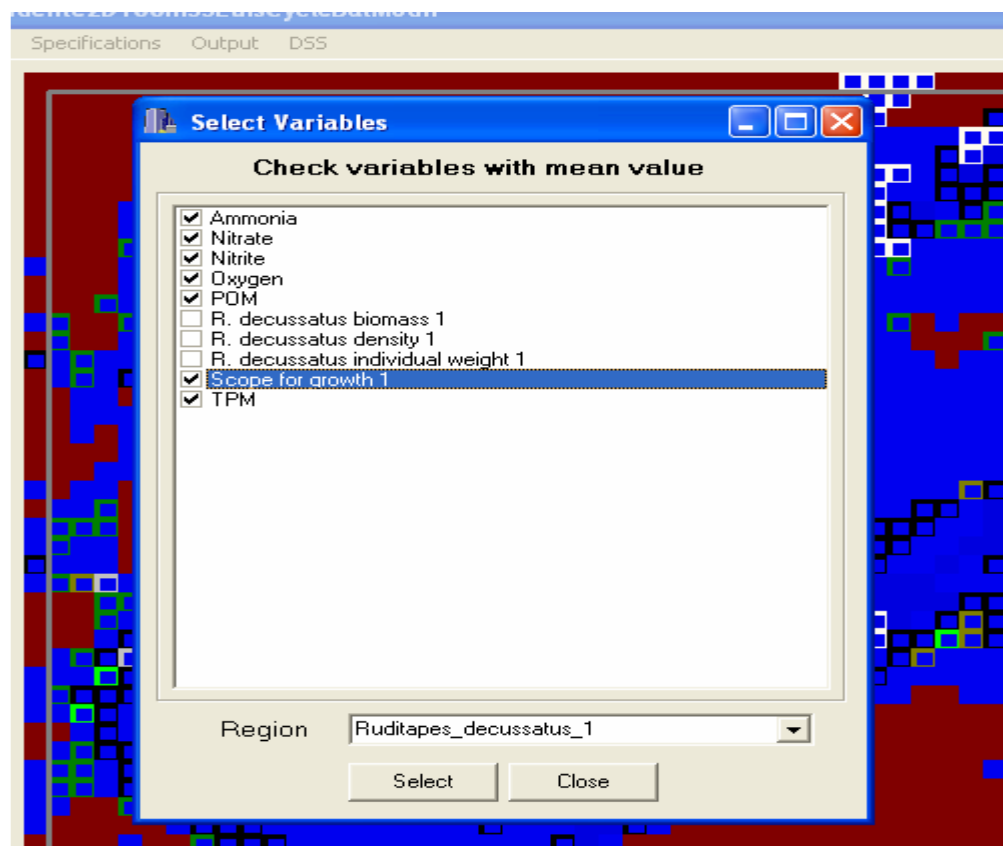 Specifications Output DSS
Select Variables
Check variables with mean value
Ammonia
Nitrate
Nitrite
Oxygen
POM
R. decussatus biomass 1
R. decussatus density 1
R. decussatus individual weight 1
Scope for growth 1
TPM
Region Ruditapes_decussatus_1
Select Close